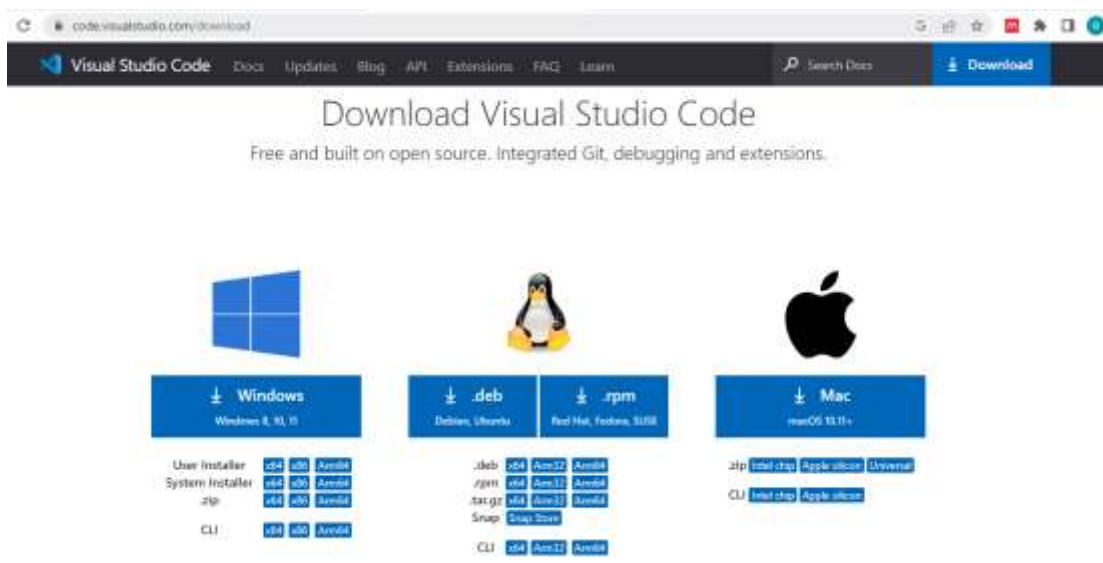 code.visualstudio.com/download
Visual Studio Code Docs Updates Blog API Extensions FAQ Learn Search Docs Download
Download Visual Studio Code
Free and built on open source. Integrated Git, debugging and extensions.
Windows
Windows 8, 10, 11
User Installer x64 x86 Arm64
System Installer x64 x86 Arm64
.zip x64 x86 Arm64
CLI x64 x86 Arm64
.deb
Debian, Ubuntu
.rpm
Red Hat, Fedora, SUSE
.deb x64 Arm32 Arm64
.rpm x64 Arm32 Arm64
.tar.gz x64 Arm32 Arm64
Snap Snap Store
CLI x64 Arm32 Arm64
Mac
macOS 10.11+
.zip Intel chip Apple silicon Universal
CLI Intel chip Apple silicon